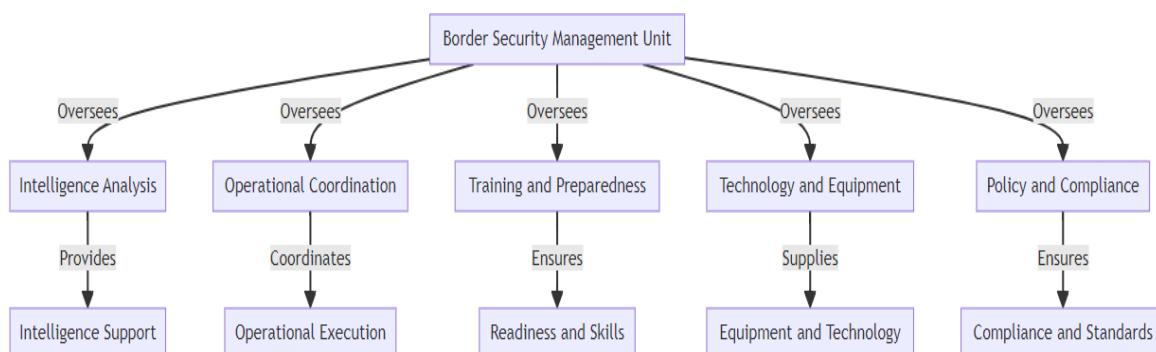 Border Security Management Unit
Oversees Oversees Oversees Oversees Oversees
Intelligence Analysis Operational Coordination Training and Preparedness Technology and Equipment Policy and Compliance
Provides Coordinates Ensures Supplies Ensures
Intelligence Support Operational Execution Readiness and Skills Equipment and Technology Compliance and Standards